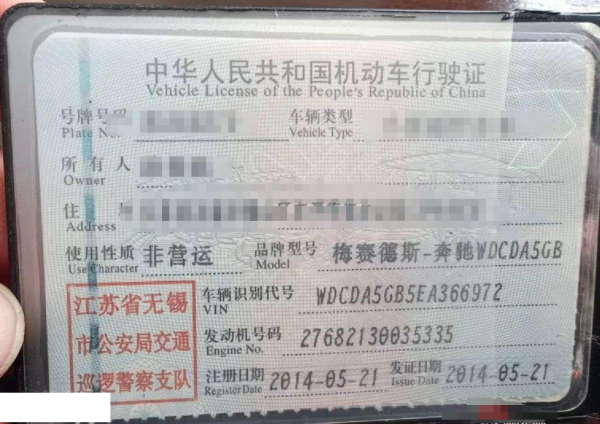 中华人民共和国机动车行驶证
Vehicle License of the People's Republic of China
号牌号码 车辆类型
Plate No. Vehicle Type
所有人
Owner
住
Address
使用性质 非营运 品牌型号 梅赛德斯-奔驰WDCDA5GB
Use Character Model
江苏省无锡
市公安局交通
巡逻警察支队
车辆识别代号 WDCDA5GB5EA366972
VIN
发动机号码 27682130035335
Engine No.
注册日期 2014-05-21 发证日期 2014-05-21
Register Date Issue Date